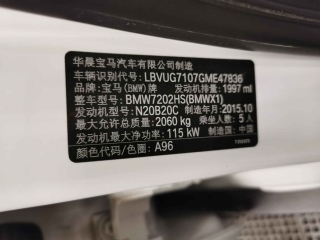 华晨宝马汽车有限公司制造
车辆识别代号: LBVUG7107GME47836
品牌: 宝马(BMW)牌 发动机排量: 1997 ml
整车型号: BMW7202HS(BMWX1)
发动机型号: N20B20C 制造年月: 2015.10
最大允许总质量: 2060 kg 乘坐人数: 5 人
发动机最大净功率: 115 kW 制造国: 中国
颜色代码/色圈: A96